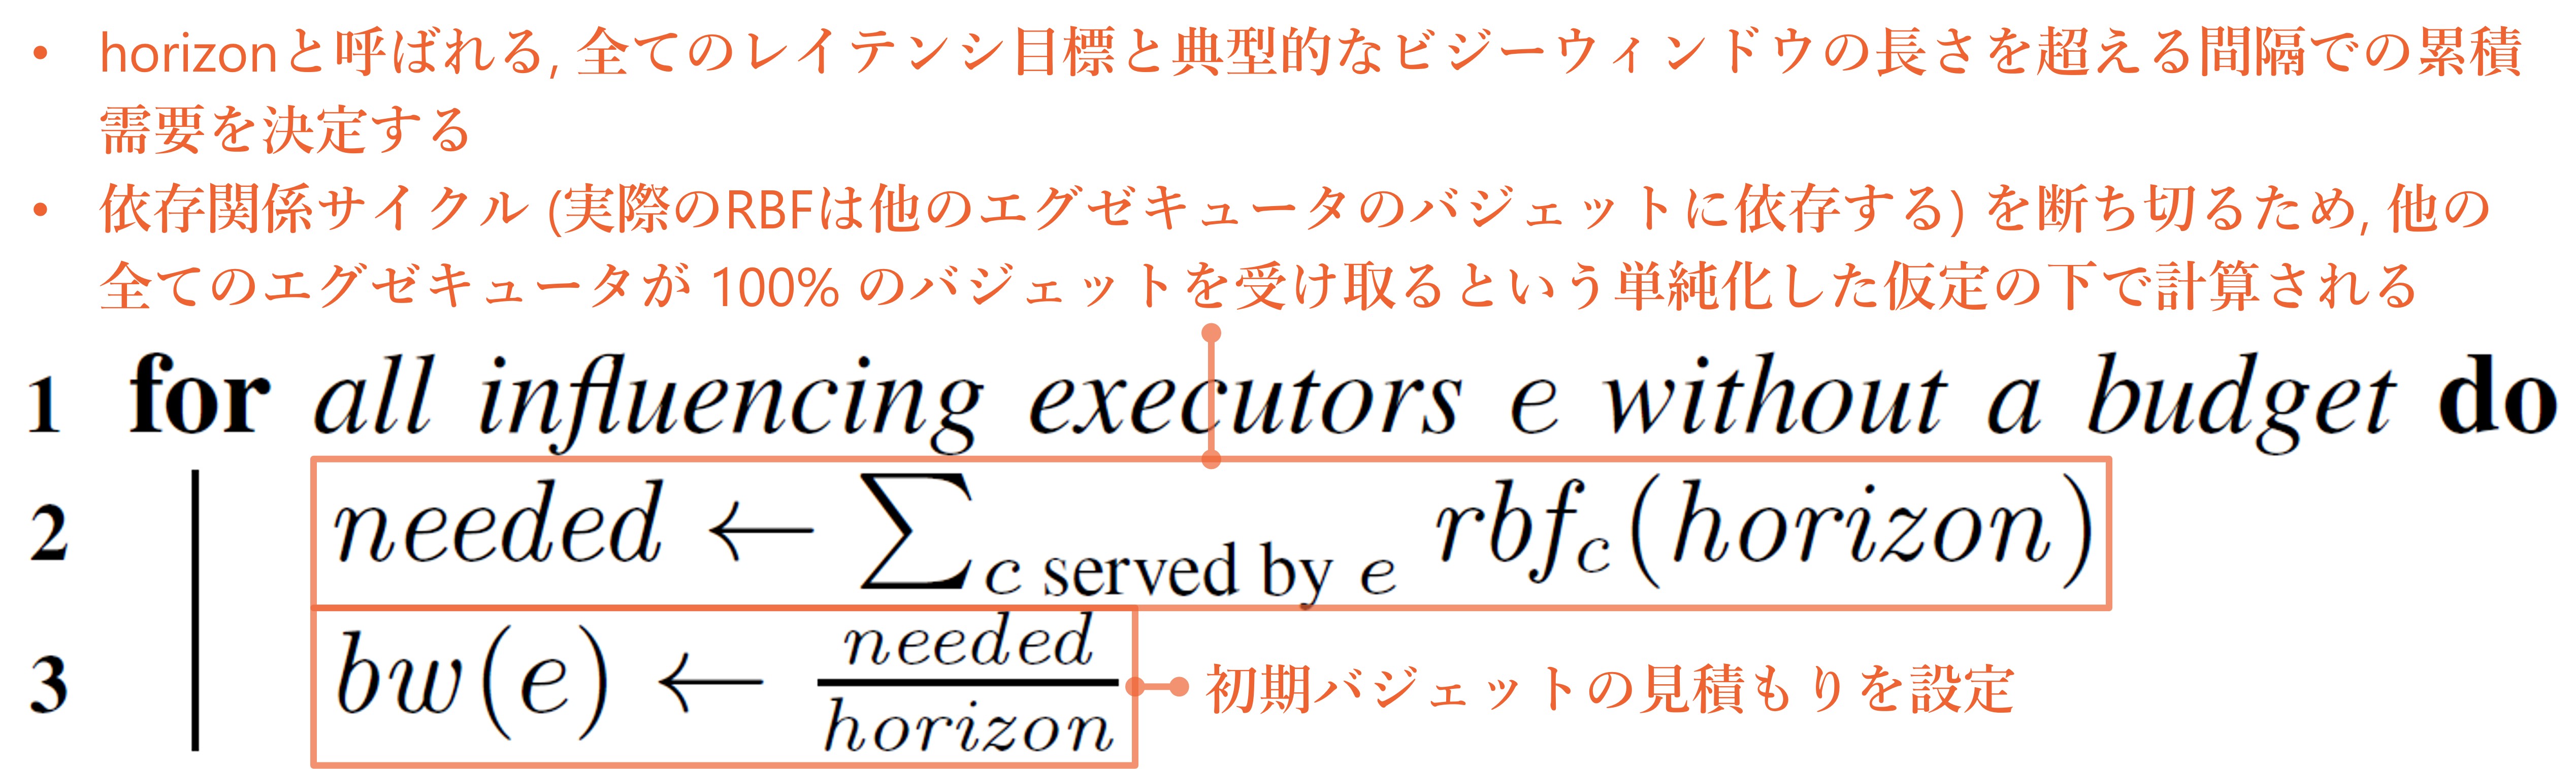 • horizonと呼ばれる, 全てのレイテンシ目標と典型的なビジーウィンドウの長さを超える間隔での累積
需要を決定する
• 依存関係サイクル (実際のRBFは他のエグゼキュータのバジェットに依存する) を断ち切るため, 他の
全てのエグゼキュータが 100% のバジェットを受け取るという単純化した仮定の下で計算される
1 for all influencing executors e without a budget do
2 needed ← ∑c served by e rbfc(horizon)
3 bw(e) ← needed/horizon 初期バジェットの見積もりを設定